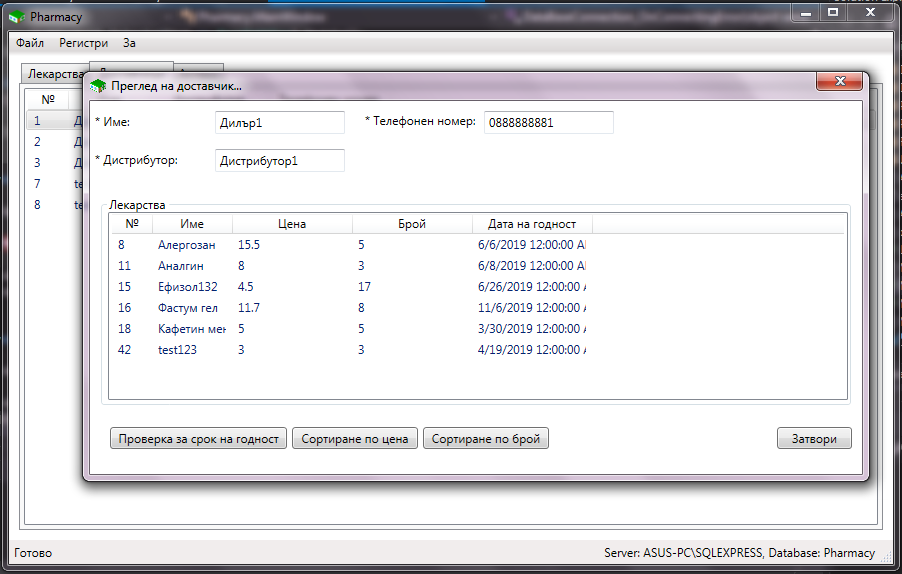 Pharmacy
Файл Регистри За
Лекарства
№
1
2
3
7
8
Преглед на доставчик...
* Име: Дилър1 * Телефонен номер: 0888888881
* Дистрибутор: Дистрибутор1
Лекарства
№ Име Цена Брой Дата на годност
8 Алергозан 15.5 5 6/6/2019 12:00:00 A
11 Аналгин 8 3 6/8/2019 12:00:00 A
15 Ефизол132 4.5 17 6/26/2019 12:00:00 A
16 Фастум гел 11.7 8 11/6/2019 12:00:00 A
18 Кафетин мен 5 5 3/30/2019 12:00:00 A
42 test123 3 3 4/19/2019 12:00:00 A
Проверка за срок на годност Сортиране по цена Сортиране по брой Затвори
Готово Server: ASUS-PC\SQLEXPRESS, Database: Pharmacy